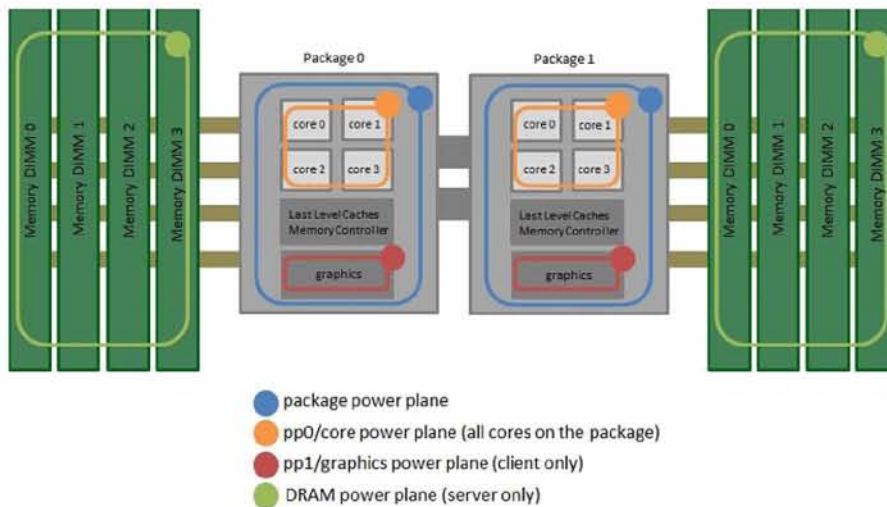 Package 0
Package 1
Memory DIMM 0
Memory DIMM 1
Memory DIMM 2
Memory DIMM 3
core 0
core 1
core 2
core 3
Last Level Caches
Memory Controller
graphics
core 0
core 1
core 2
core 3
Last Level Caches
Memory Controller
graphics
Memory DIMM 0
Memory DIMM 1
Memory DIMM 2
Memory DIMM 3
package power plane
pp0/core power plane (all cores on the package)
pp1/graphics power plane (client only)
DRAM power plane (server only)